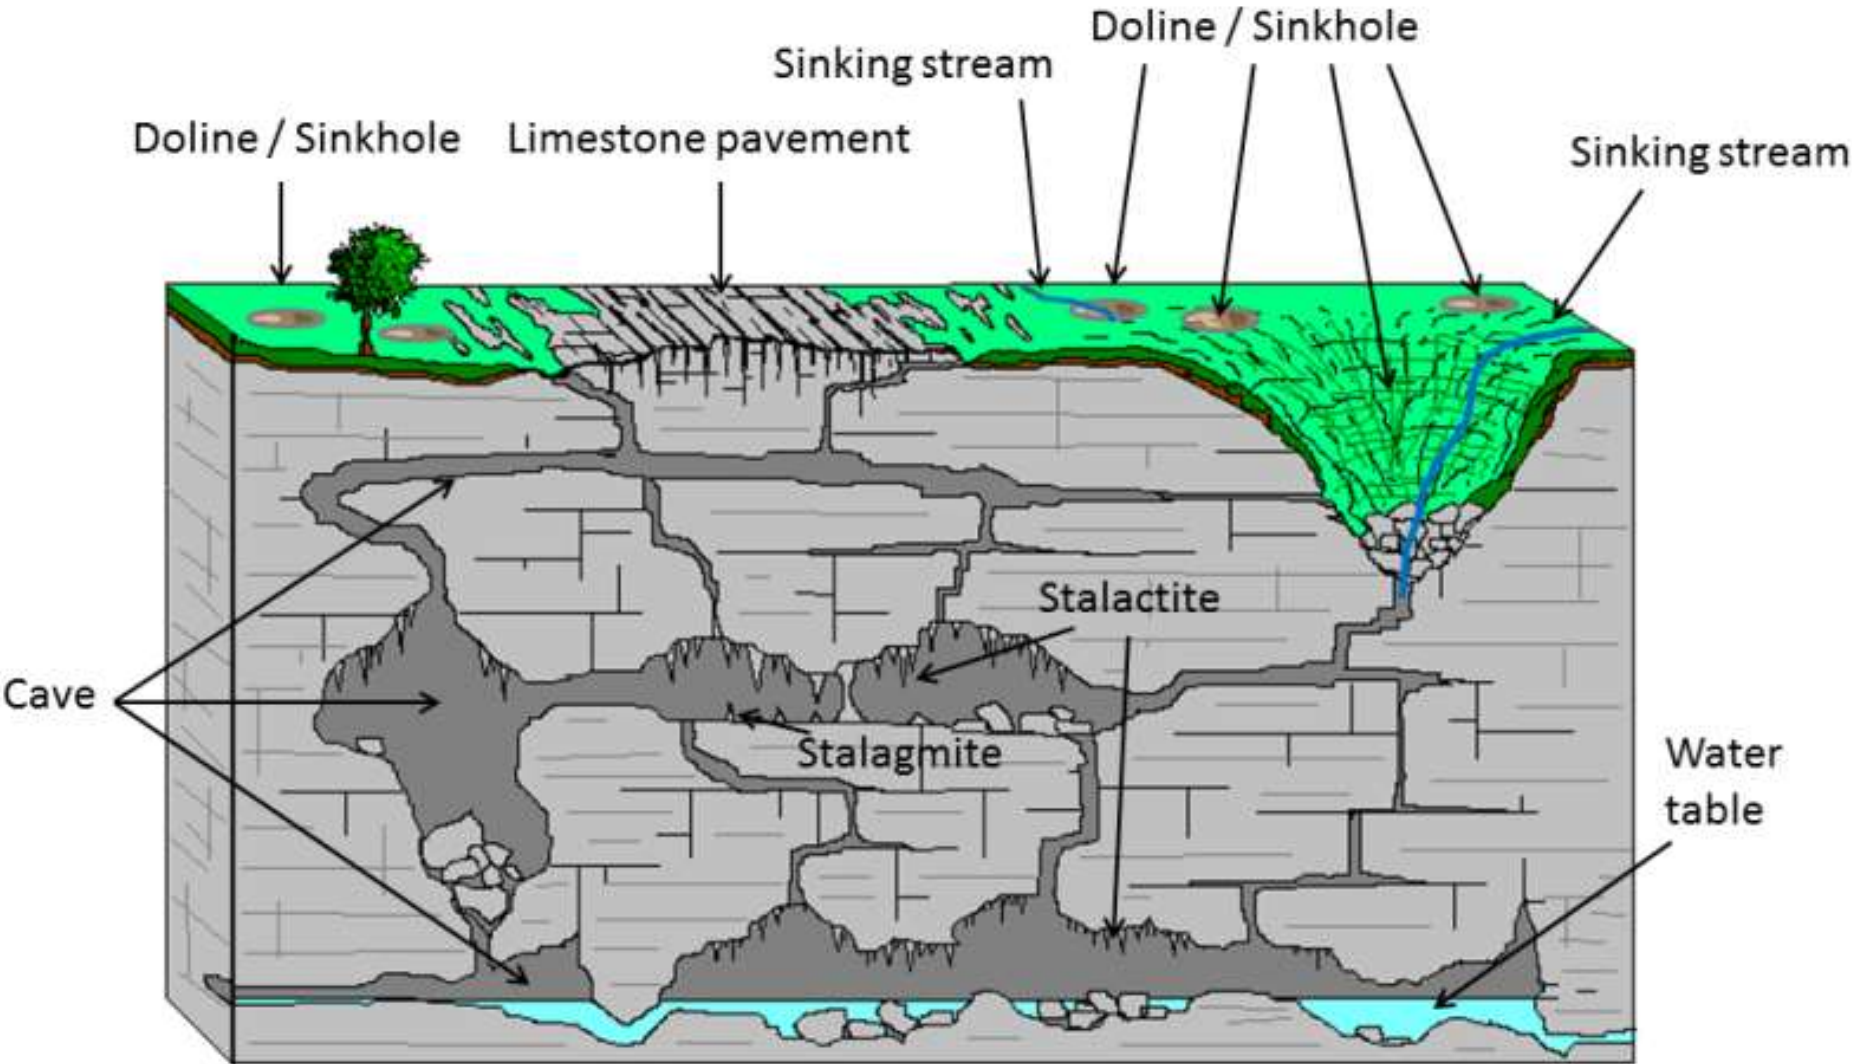 Doline / Sinkhole
Sinking stream
Doline / Sinkhole
Limestone pavement
Sinking stream
Stalactite
Cave
Stalagmite
Water
table